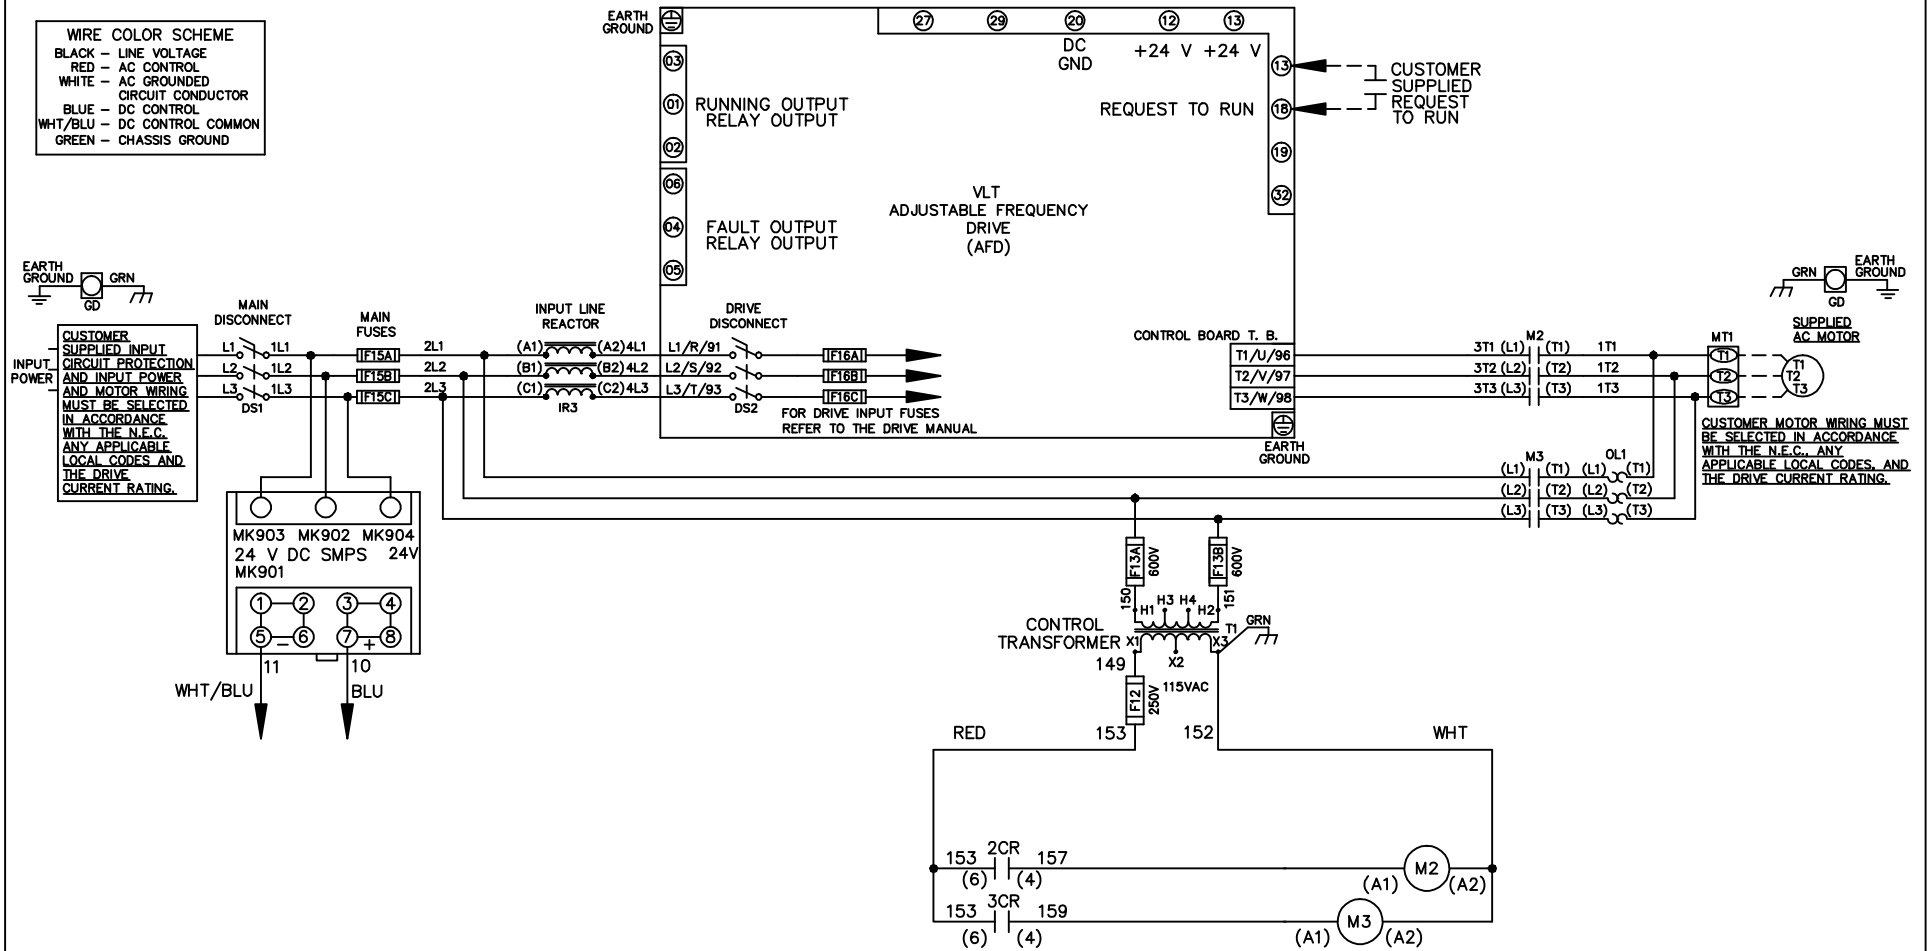 WIRE COLOR SCHEME
BLACK – LINE VOLTAGE
RED – AC CONTROL
WHITE – AC GROUNDED
CIRCUIT CONDUCTOR
BLUE – DC CONTROL
WHT/BLU – DC CONTROL COMMON
GREEN – CHASSIS GROUND
EARTH
GROUND
27 29 20 12 13
DC
GND
+24 V +24 V
03
01
02
RUNNING OUTPUT
RELAY OUTPUT
06
04
05
FAULT OUTPUT
RELAY OUTPUT
VLT
ADJUSTABLE FREQUENCY
DRIVE
(AFD)
REQUEST TO RUN
13
18
19
32
CUSTOMER
SUPPLIED
REQUEST
TO RUN
EARTH
GROUND
GRN
GD
INPUT
POWER
CUSTOMER
SUPPLIED INPUT
CIRCUIT PROTECTION
AND INPUT POWER
AND MOTOR WIRING
MUST BE SELECTED
IN ACCORDANCE
WITH THE N.E.C.
ANY APPLICABLE
LOCAL CODES AND
THE DRIVE
CURRENT RATING.
MAIN
DISCONNECT
L1 1L1
L2 1L2
L3 1L3
DS1
MAIN
FUSES
F15A
F15B
F15C
2L1
2L2
2L3
INPUT LINE
REACTOR
(A1) (A2) 4L1
(B1) (B2) 4L2
(C1) (C2) 4L3
IR3
L1/R/91
L2/S/92
L3/T/93
DRIVE
DISCONNECT
DS2
F16A
F16B
F16C
FOR DRIVE INPUT FUSES
REFER TO THE DRIVE MANUAL
CONTROL BOARD T. B.
T1/U/96
T2/V/97
T3/W/98
EARTH
GROUND
M2
3T1 (L1) (T1) 1T1
3T2 (L2) (T2) 1T2
3T3 (L3) (T3) 1T3
MT1
T1
T2
T3
GRN
GD
EARTH
GROUND
SUPPLIED
AC MOTOR
T1
T2
T3
CUSTOMER MOTOR WIRING MUST
BE SELECTED IN ACCORDANCE
WITH THE N.E.C., ANY
APPLICABLE LOCAL CODES, AND
THE DRIVE CURRENT RATING.
M3 OL1
(L1) (T1) (L1) (T1)
(L2) (T2) (L2) (T2)
(L3) (T3) (L3) (T3)
MK903 MK902 MK904
24 V DC SMPS 24V
MK901
1 2 3 4
5 – 6 7 + 8
11 10
WHT/BLU BLU
F13A
600V
F13B
600V
150 151
H1 H3 H4 H2
CONTROL
TRANSFORMER
T1
GRN
X1 X2 X3
149
115VAC
F12
250V
RED 153 152 WHT
153 2CR 157
(6) (4)
M2
(A1) (A2)
153 3CR 159
(6) (4)
M3
(A1) (A2)